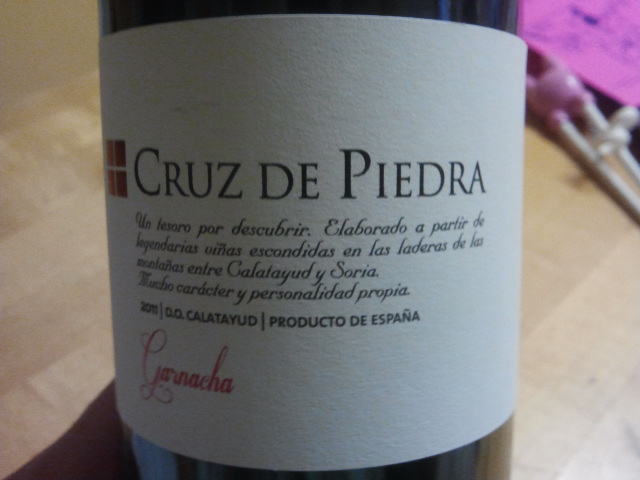 CRUZ DE PIEDRA
Un tesoro por descubrir. Elaborado a partir de
legendarias viñas escondidas en las laderas de las
montañas entre Calatayud y Soria.
Mucho carácter y personalidad propia.
2011 | D.O. CALATAYUD | PRODUCTO DE ESPAÑA
Garnacha